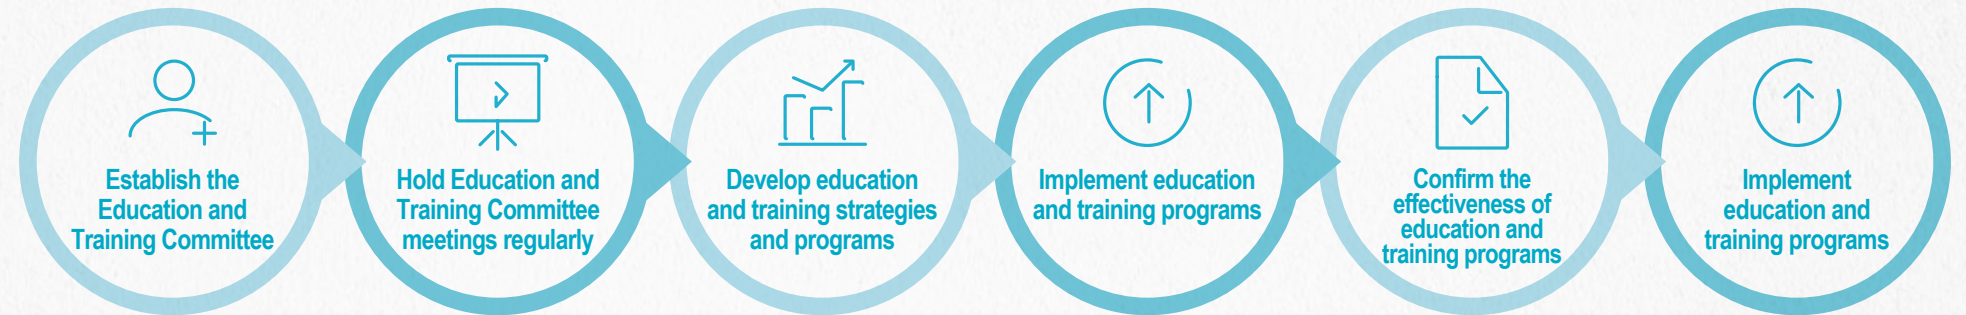 Establish the
Education and
Training Committee
Hold Education and
Training Committee
meetings regularly
Develop education
and training strategies
and programs
Implement education
and training programs
Confirm the
effectiveness of
education and
training programs
Implement
education and
training programs